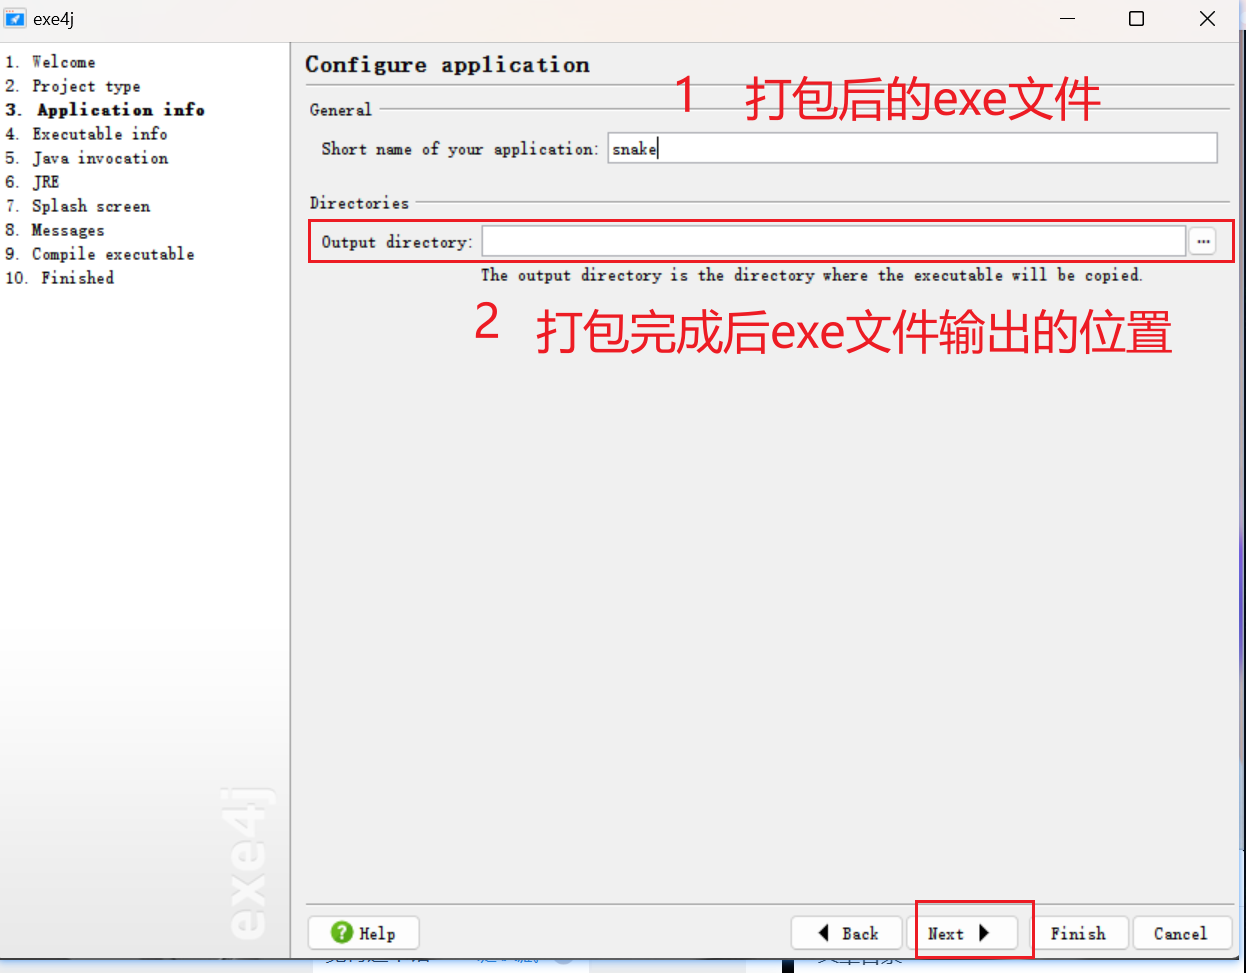 exe4j
1. Welcome
2. Project type
3. Application info
4. Executable info
5. Java invocation
6. JRE
7. Splash screen
8. Messages
9. Compile executable
10. Finished
exe4j
Configure application
1 打包后的exe文件
General
Short name of your application: snake
Directories
Output directory: ...
The output directory is the directory where the executable will be copied.
2 打包完成后exe文件输出的位置
Help
Back
Next
Finish
Cancel